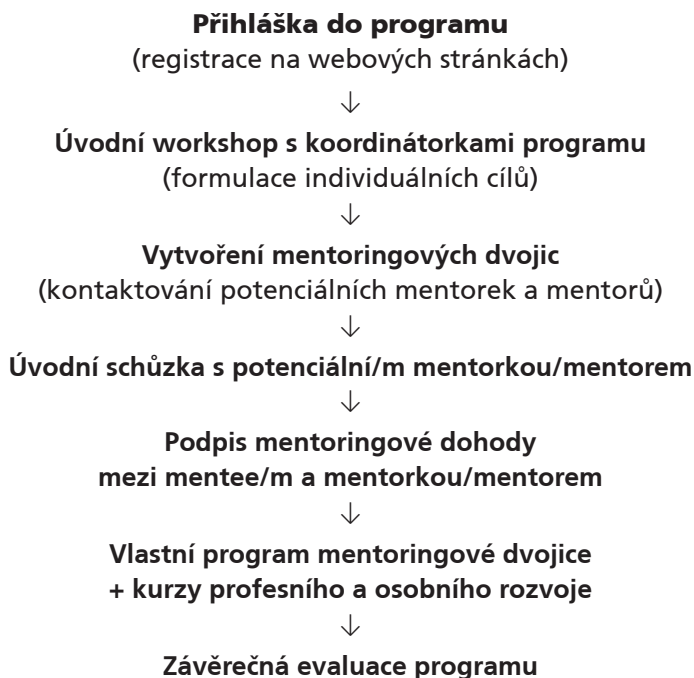 Přihláška do programu
(registrace na webových stránkách)
↓
Úvodní workshop s koordinátorkami programu
(formulace individuálních cílů)
↓
Vytvoření mentoringových dvojic
(kontaktování potenciálních mentorek a mentorů)
↓
Úvodní schůzka s potenciální/m mentorkou/mentorem
↓
Podpis mentoringové dohody
mezi mentee/m a mentorkou/mentorem
↓
Vlastní program mentoringové dvojice
+ kurzy profesního a osobního rozvoje
↓
Závěrečná evaluace programu